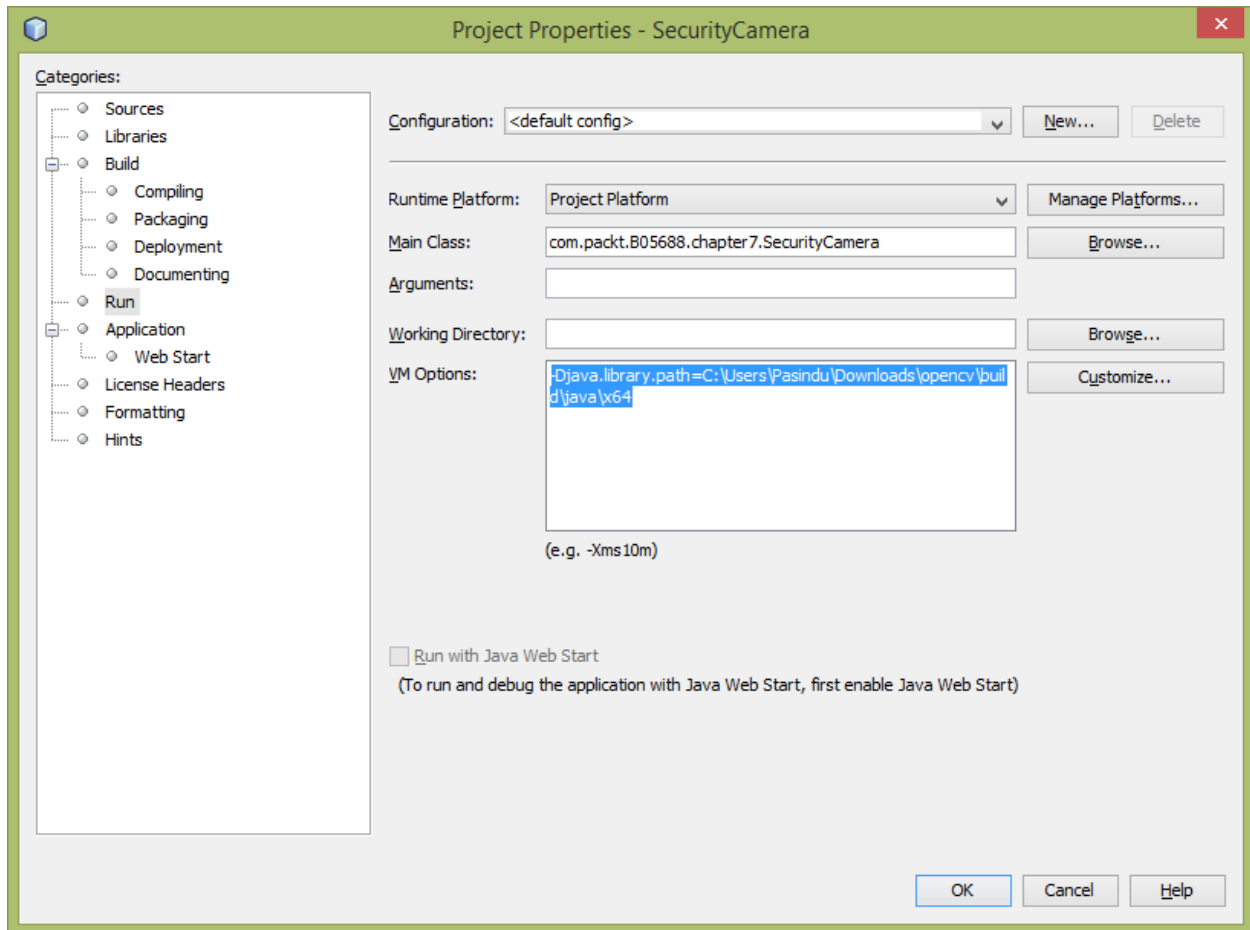 Project Properties - SecurityCamera
Categories:
Sources
Libraries
Build
Compiling
Packaging
Deployment
Documenting
Run
Application
Web Start
License Headers
Formatting
Hints
Configuration: <default config> New... Delete
Runtime Platform: Project Platform Manage Platforms...
Main Class: com.packt.B05688.chapter7.SecurityCamera Browse...
Arguments:
Working Directory: Browse...
VM Options: -Djava.library.path=C:\Users\Pasindu\Downloads\opencv\buil Customize...
d\java\x64
(e.g. -Xms10m)
Run with Java Web Start
(To run and debug the application with Java Web Start, first enable Java Web Start)
OK Cancel Help